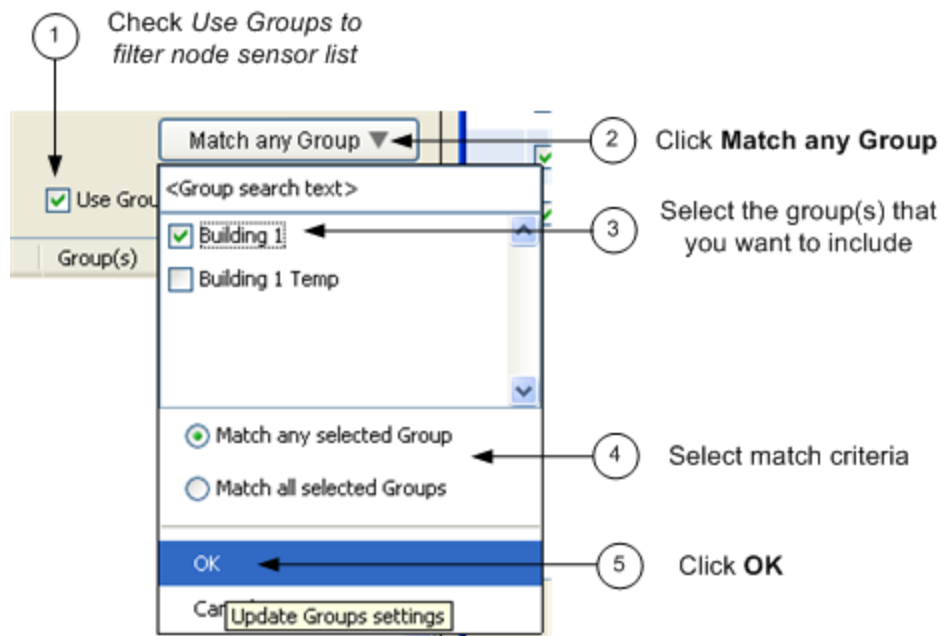 1
Check Use Groups to
filter node sensor list
Match any Group
2
Click Match any Group
<Group search text>
Use Grou
3
Select the group(s) that
you want to include
Building 1
Group(s)
Building 1 Temp
Match any selected Group
4
Select match criteria
Match all selected Groups
OK
5
Click OK
Update Groups settings